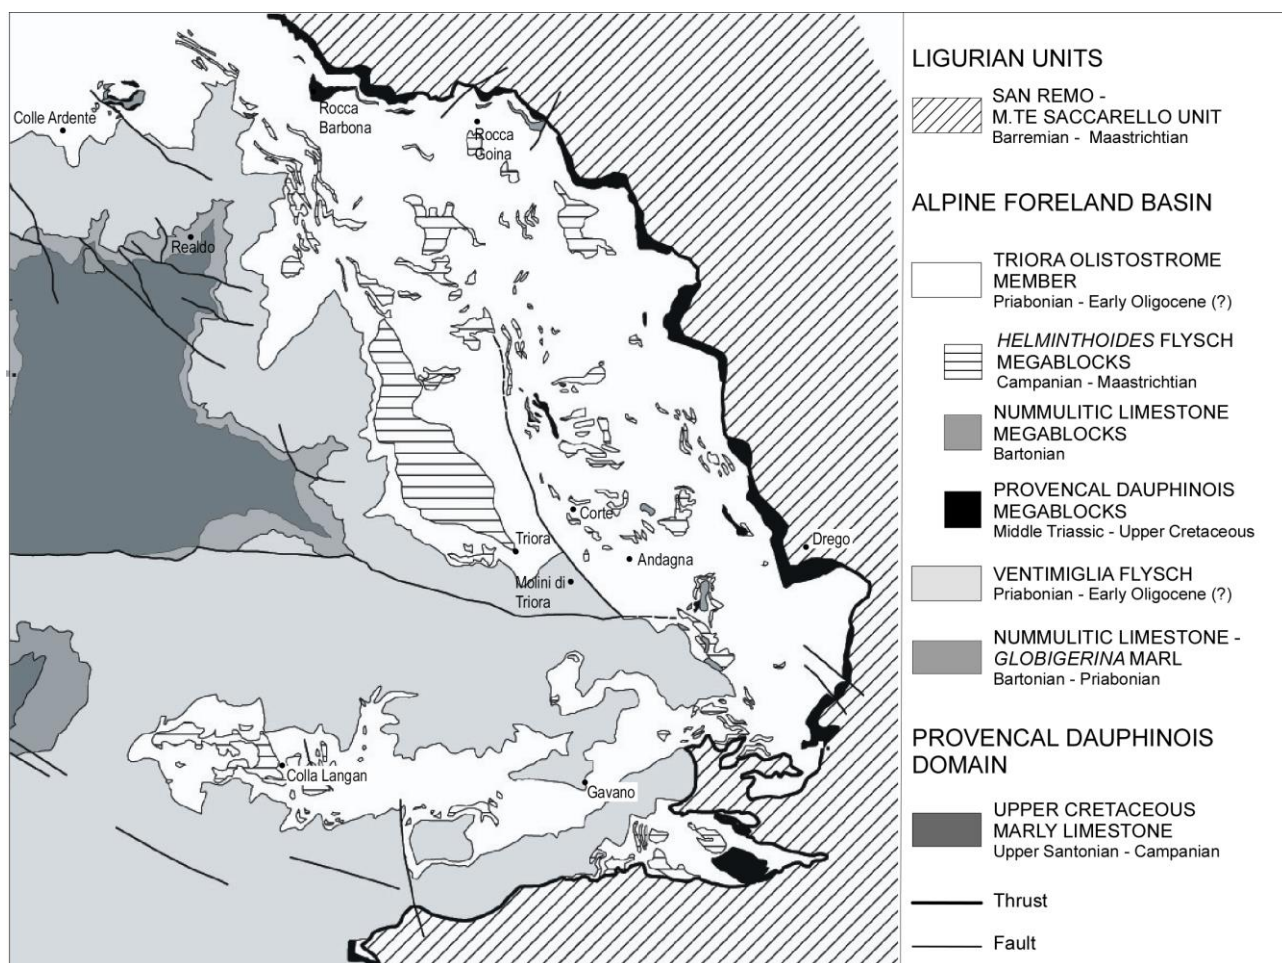 Colle Ardente
Rocca
Barbona
Rocca
Goina
Realdo
Corte
Triora
Andagna
Drego
Molini di
Triora
Colla Langan
Gavano
LIGURIAN UNITS
SAN REMO -
M.TE SACCARELLO UNIT
Barremian - Maastrichtian
ALPINE FORELAND BASIN
TRIORA OLISTOSTROME
MEMBER
Priabonian - Early Oligocene (?)
HELMINTHOIDES FLYSCH
MEGABLOCKS
Campanian - Maastrichtian
NUMMULITIC LIMESTONE
MEGABLOCKS
Bartonian
PROVENCAL DAUPHINOIS
MEGABLOCKS
Middle Triassic - Upper Cretaceous
VENTIMIGLIA FLYSCH
Priabonian - Early Oligocene (?)
NUMMULITIC LIMESTONE -
GLOBIGERINA MARL
Bartonian - Priabonian
PROVENCAL DAUPHINOIS
DOMAIN
UPPER CRETACEOUS
MARLY LIMESTONE
Upper Santonian - Campanian
Thrust
Fault